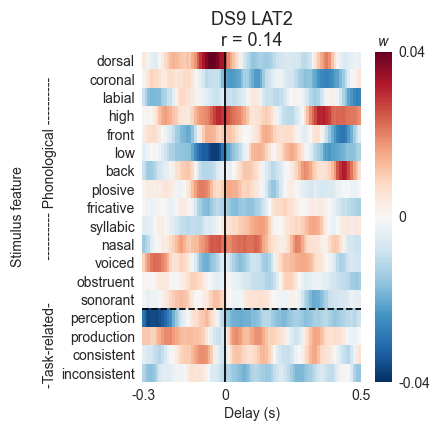 DS9 LAT2
r = 0.14
w
0.04
0
-0.04
Stimulus feature
---------- Phonological ----------
-Task-related-
dorsal
coronal
labial
high
front
low
back
plosive
fricative
syllabic
nasal
voiced
obstruent
sonorant
perception
production
consistent
inconsistent
-0.3
0
0.5
Delay (s)